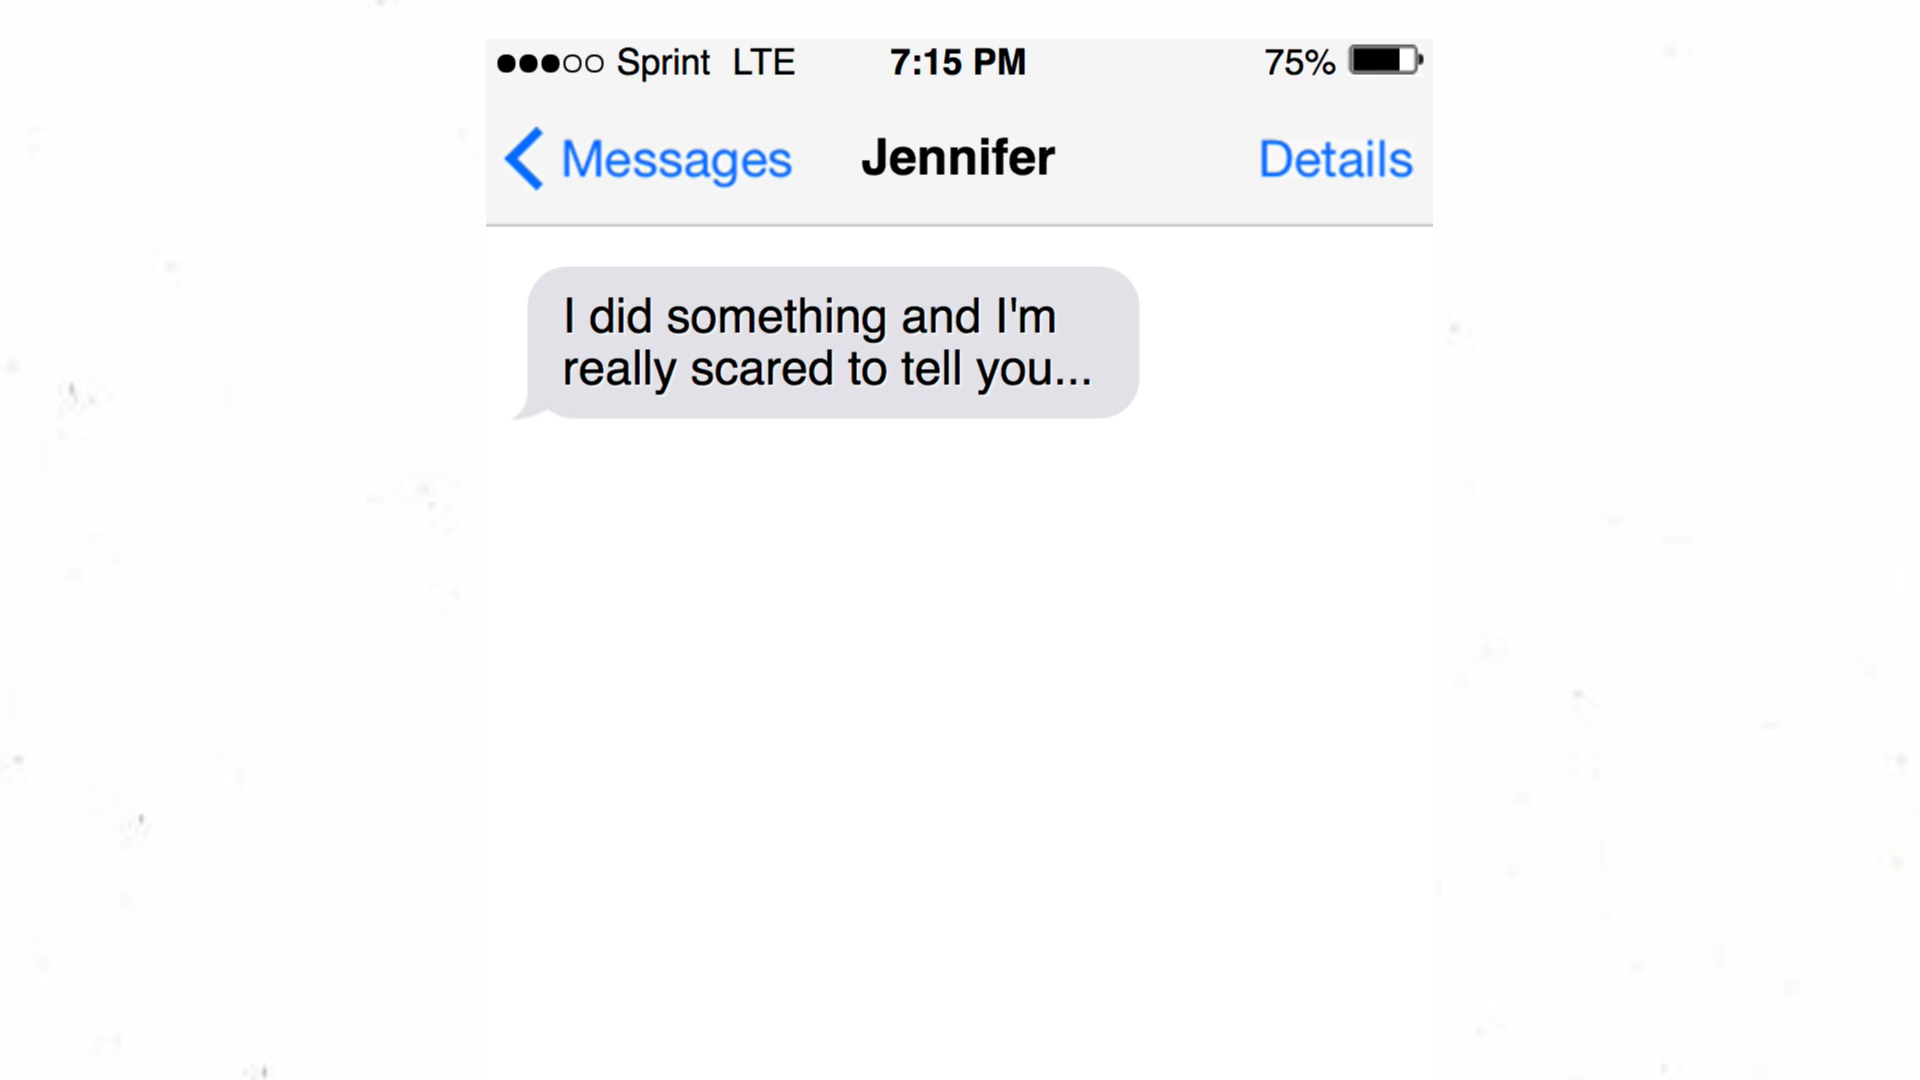 ●●●○○ Sprint LTE 7:15 PM 75%
Messages Jennifer Details
I did something and I'm
really scared to tell you...